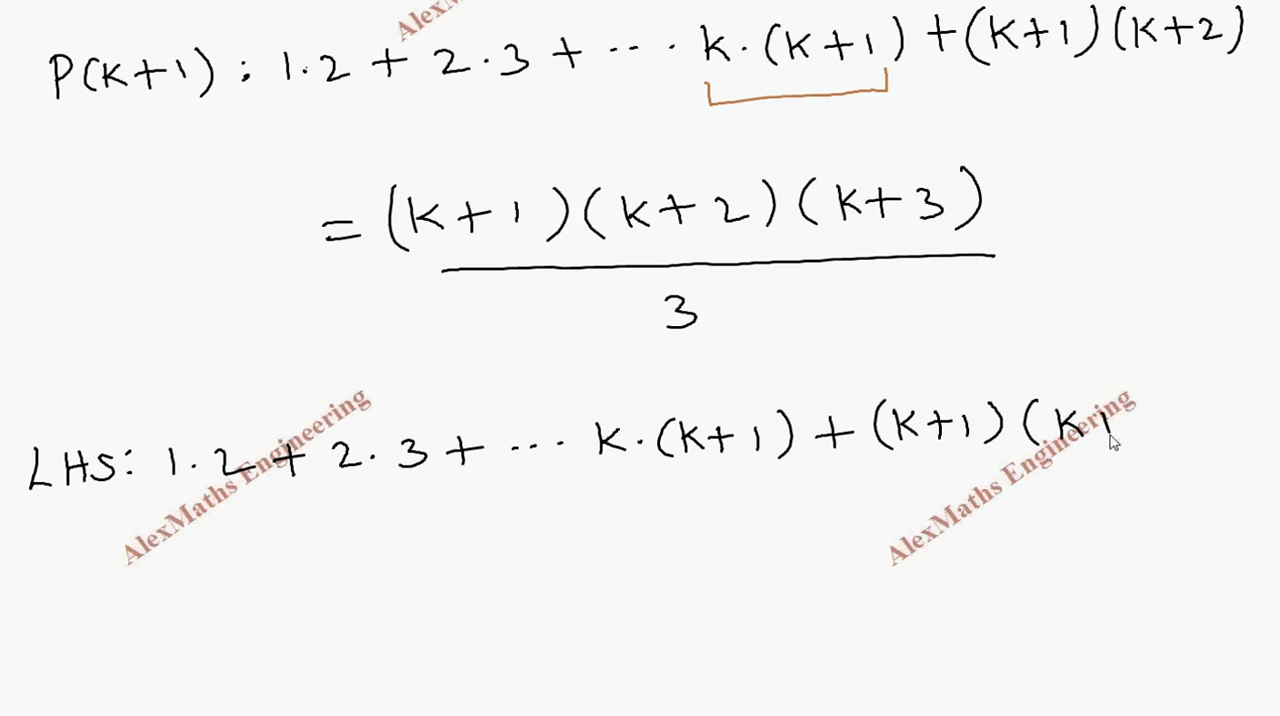 P(K+1) : 1.2 + 2.3 + ... K.(K+1) + (K+1)(K+2)
= (K+1)(K+2)(K+3)
3
LHS: 1.2 + 2.3 + ... K.(K+1) + (K+1)(K
AlexMaths Engineering
AlexMaths Engineering